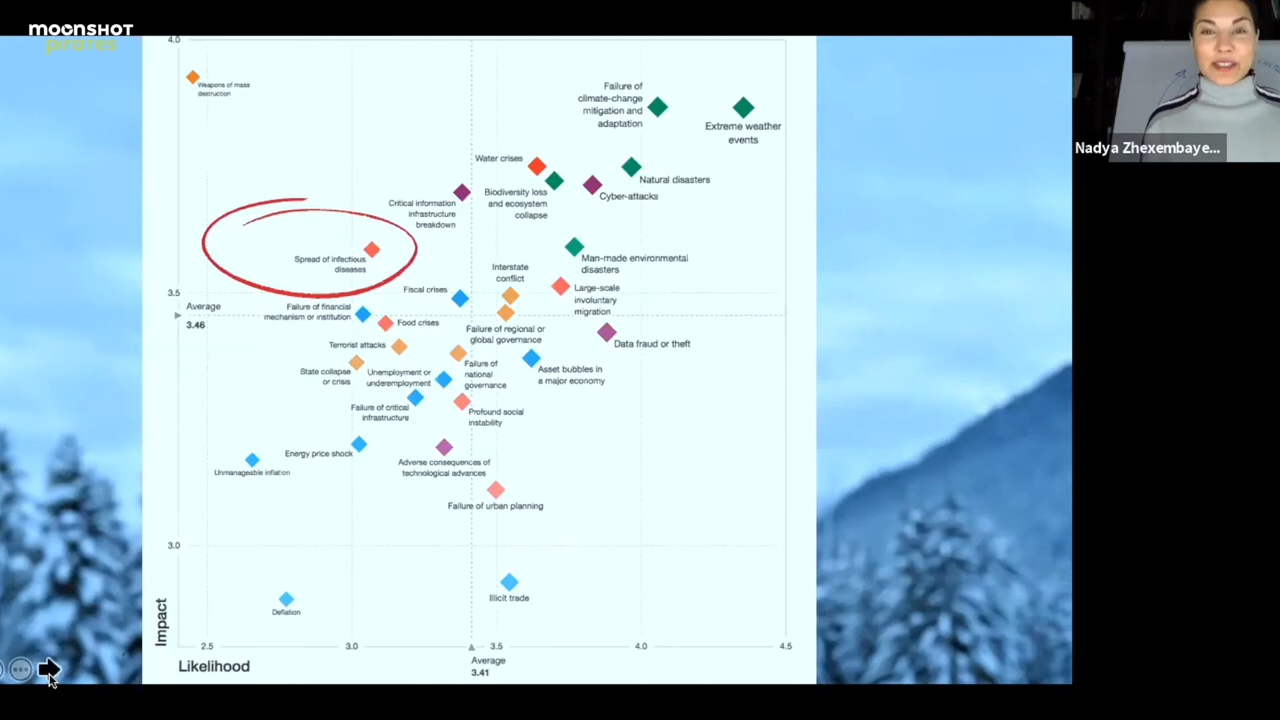 MOONSHOT
pirates
4.0
Weapons of mass
destruction
Failure of
climate-change
mitigation and
adaptation
Extreme weather
events
Water crises
Natural disasters
Biodiversity loss
and ecosystem
collapse
Cyber-attacks
Critical information
infrastructure
breakdown
Spread of infectious
diseases
Man-made environmental
disasters
Interstate
conflict
Fiscal crises
Large-scale
involuntary
migration
3.5
Average
3.46
Failure of financial
mechanism or institution
Food crises
Failure of regional or
global governance
Data fraud or theft
Terrorist attacks
State collapse
or crisis
Unemployment or
underemployment
Failure of
national
governance
Asset bubbles in
a major economy
Failure of critical
infrastructure
Profound social
instability
Energy price shock
Adverse consequences of
technological advances
Unmanageable inflation
Failure of urban planning
3.0
Illicit trade
Deflation
Impact
2.5
3.0
3.5
4.0
4.5
Likelihood
Average
3.41
Nadya Zhexembaye...